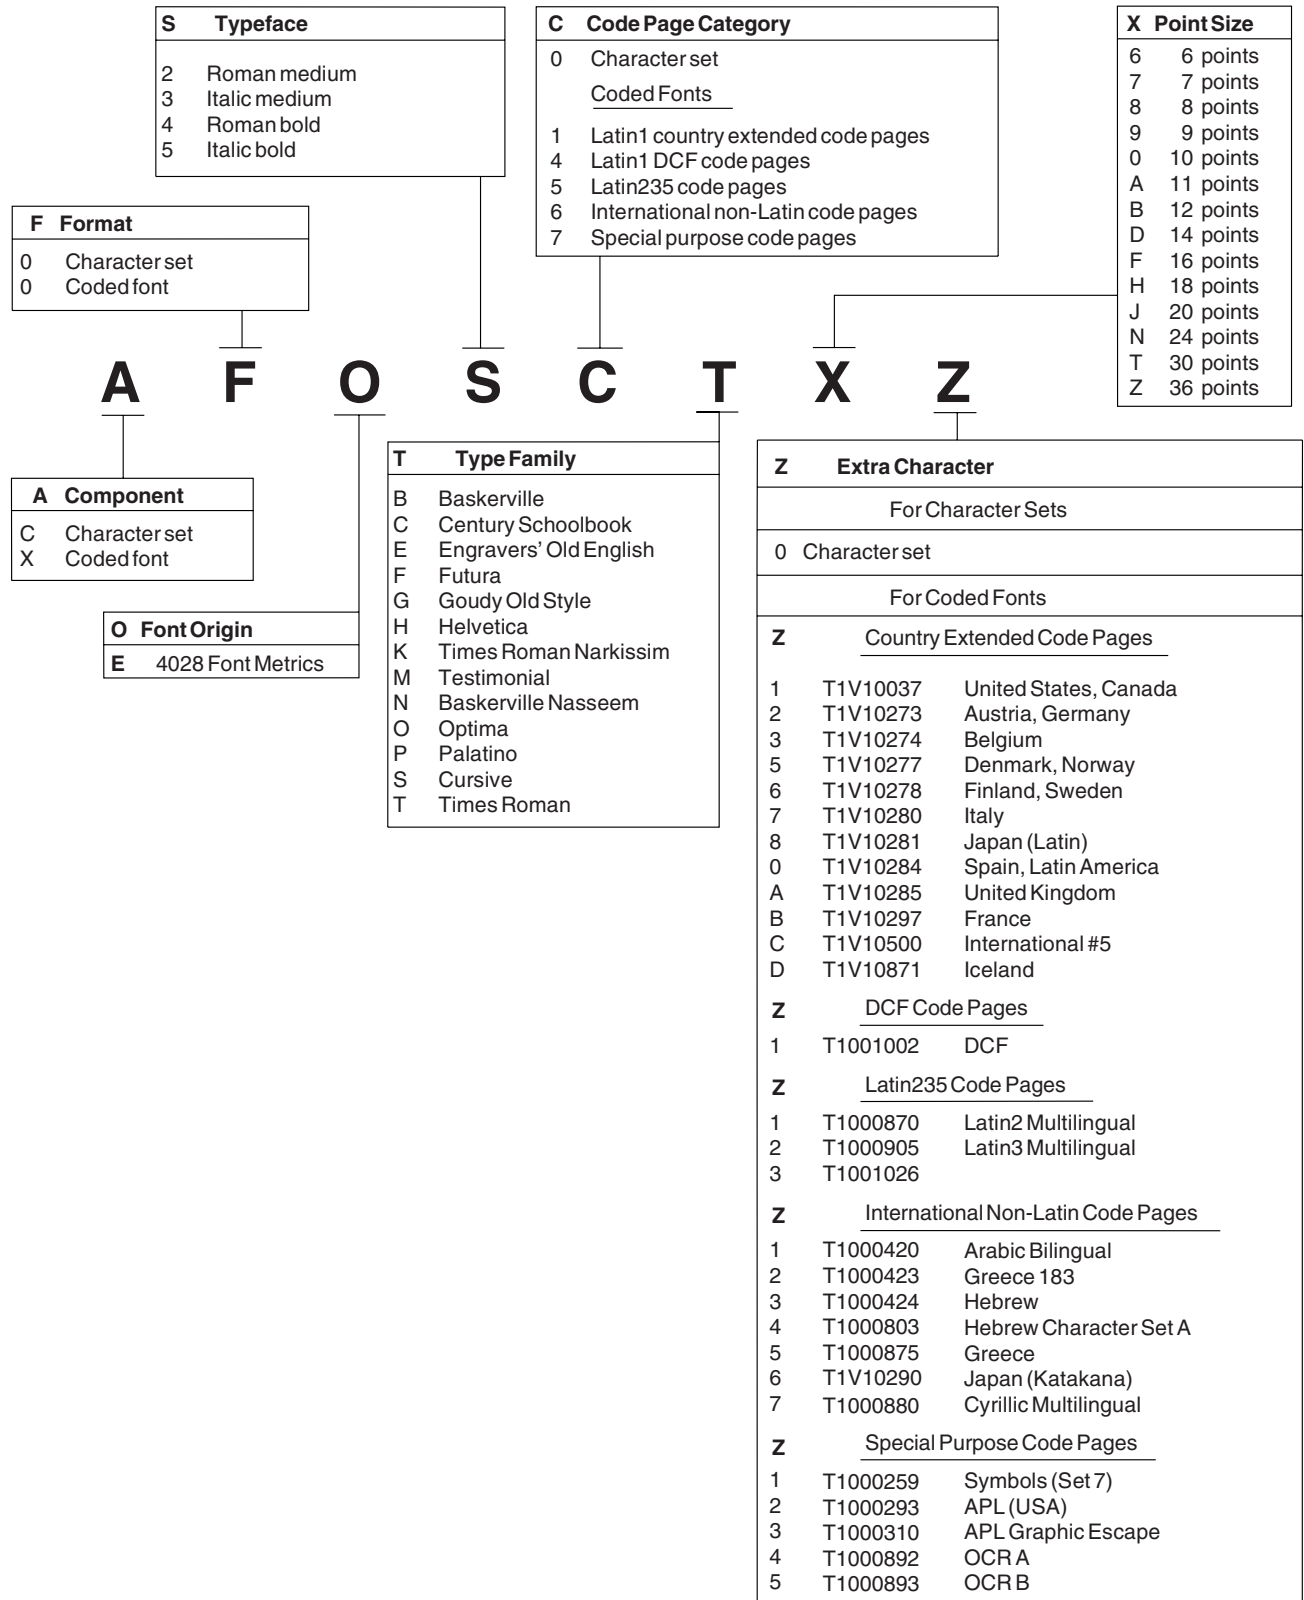 S Typeface
2 Roman medium
3 Italic medium
4 Roman bold
5 Italic bold
C Code Page Category
0 Character set
Coded Fonts
1 Latin1 country extended code pages
4 Latin1 DCF code pages
5 Latin235 code pages
6 International non-Latin code pages
7 Special purpose code pages
X Point Size
6 6 points
7 7 points
8 8 points
9 9 points
0 10 points
A 11 points
B 12 points
D 14 points
F 16 points
H 18 points
J 20 points
N 24 points
T 30 points
Z 36 points
F Format
0 Character set
0 Coded font
A F O S C T X Z
A Component
C Character set
X Coded font
O Font Origin
E 4028 Font Metrics
T Type Family
B Baskerville
C Century Schoolbook
E Engravers' Old English
F Futura
G Goudy Old Style
H Helvetica
K Times Roman Narkissim
M Testimonial
N Baskerville Nasseem
O Optima
P Palatino
S Cursive
T Times Roman
Z Extra Character
For Character Sets
0 Character set
For Coded Fonts
Z Country Extended Code Pages
1 T1V10037 United States, Canada
2 T1V10273 Austria, Germany
3 T1V10274 Belgium
5 T1V10277 Denmark, Norway
6 T1V10278 Finland, Sweden
7 T1V10280 Italy
8 T1V10281 Japan (Latin)
0 T1V10284 Spain, Latin America
A T1V10285 United Kingdom
B T1V10297 France
C T1V10500 International #5
D T1V10871 Iceland
Z DCF Code Pages
1 T1001002 DCF
Z Latin235 Code Pages
1 T1000870 Latin2 Multilingual
2 T1000905 Latin3 Multilingual
3 T1001026
Z International Non-Latin Code Pages
1 T1000420 Arabic Bilingual
2 T1000423 Greece 183
3 T1000424 Hebrew
4 T1000803 Hebrew Character Set A
5 T1000875 Greece
6 T1V10290 Japan (Katakana)
7 T1000880 Cyrillic Multilingual
Z Special Purpose Code Pages
1 T1000259 Symbols (Set 7)
2 T1000293 APL (USA)
3 T1000310 APL Graphic Escape
4 T1000892 OCR A
5 T1000893 OCR B